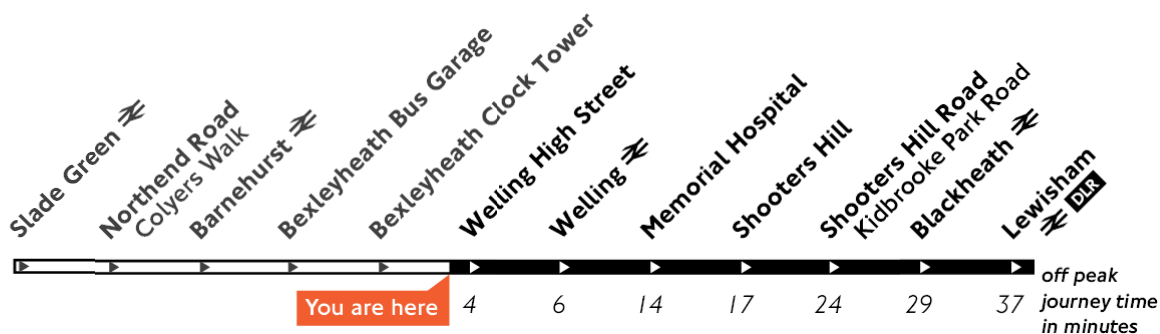 Slade Green
Northend Road
Colyers Walk
Barnehurst
Bexleyheath Bus Garage
Bexleyheath Clock Tower
Welling High Street
Welling
Memorial Hospital
Shooters Hill
Shooters Hill Road
Kidbrooke Park Road
Blackheath
Lewisham
DLR
You are here
4 6 14 17 24 29 37
off peak
journey time
in minutes